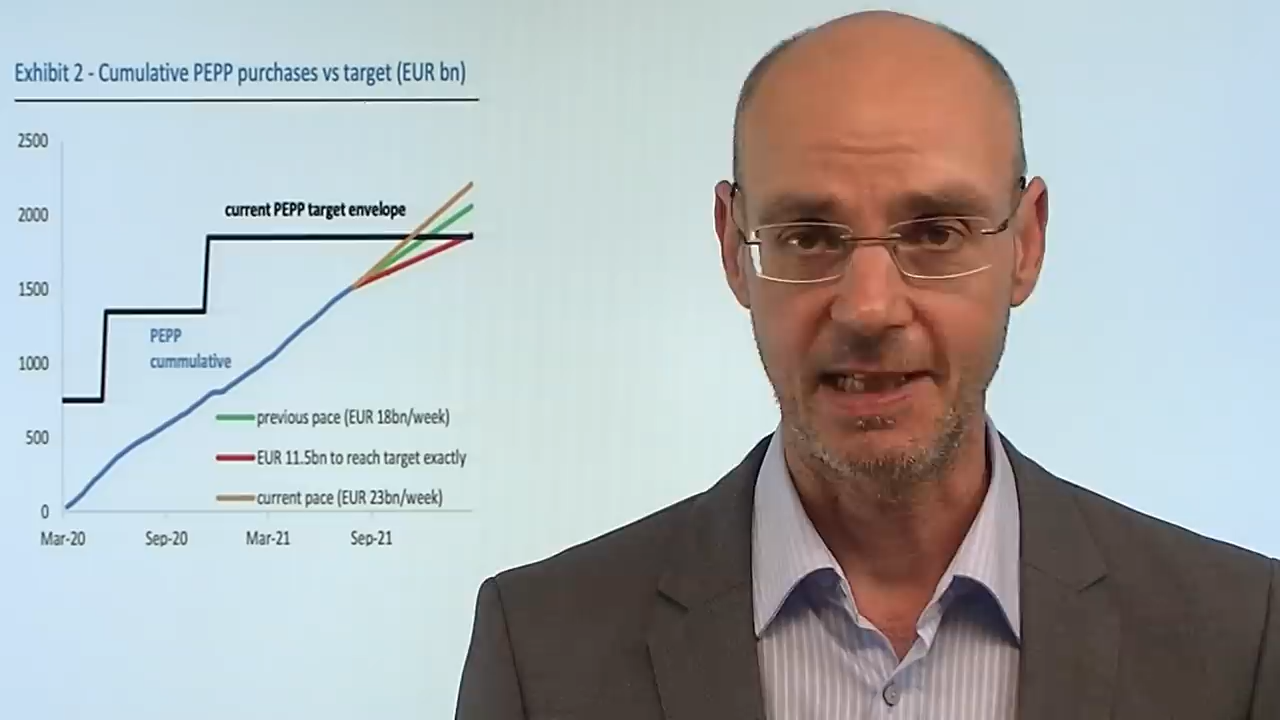 Exhibit 2 - Cumulative PEPP purchases vs target (EUR bn)
2500
2000
1500
1000
500
0
current PEPP target envelope
PEPP
cummulative
previous pace (EUR 18bn/week)
EUR 11.5bn to reach target exactly
current pace (EUR 23bn/week)
Mar-20
Sep-20
Mar-21
Sep-21